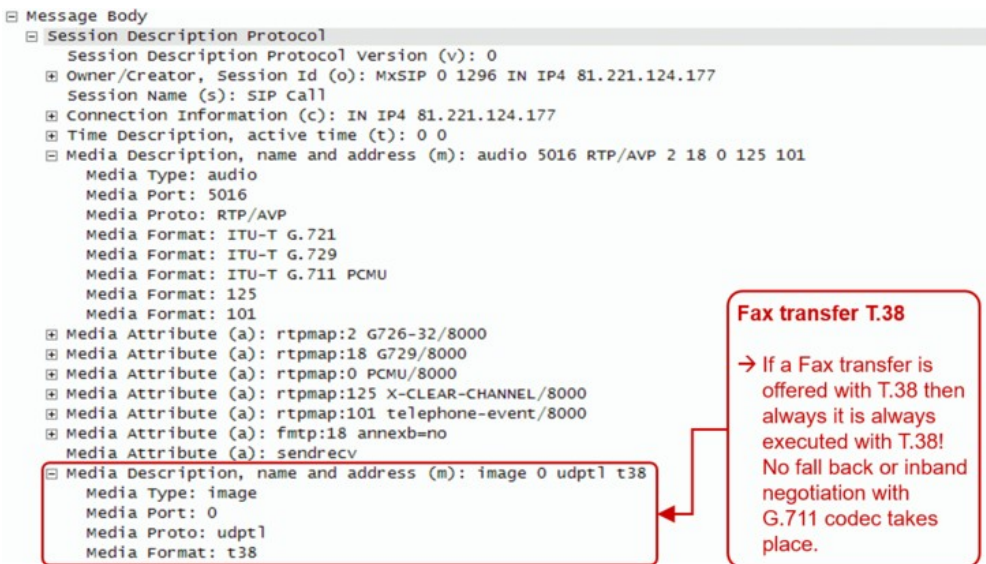 Message Body
Session Description Protocol
Session Description Protocol Version (v): 0
Owner/Creator, Session Id (o): MxSIP 0 1296 IN IP4 81.221.124.177
Session Name (s): SIP Call
Connection Information (c): IN IP4 81.221.124.177
Time Description, active time (t): 0 0
Media Description, name and address (m): audio 5016 RTP/AVP 2 18 0 125 101
Media Type: audio
Media Port: 5016
Media Proto: RTP/AVP
Media Format: ITU-T G.721
Media Format: ITU-T G.729
Media Format: ITU-T G.711 PCMU
Media Format: 125
Media Format: 101
Media Attribute (a): rtpmap:2 G726-32/8000
Media Attribute (a): rtpmap:18 G729/8000
Media Attribute (a): rtpmap:0 PCMU/8000
Media Attribute (a): rtpmap:125 X-CLEAR-CHANNEL/8000
Media Attribute (a): rtpmap:101 telephone-event/8000
Media Attribute (a): fmtp:18 annexb=no
Media Attribute (a): sendrecv
Media Description, name and address (m): image 0 udptl t38
Media Type: image
Media Port: 0
Media Proto: udptl
Media Format: t38
Fax transfer T.38
→ If a Fax transfer is
offered with T.38 then
always it is always
executed with T.38!
No fall back or inband
negotiation with
G.711 codec takes
place.